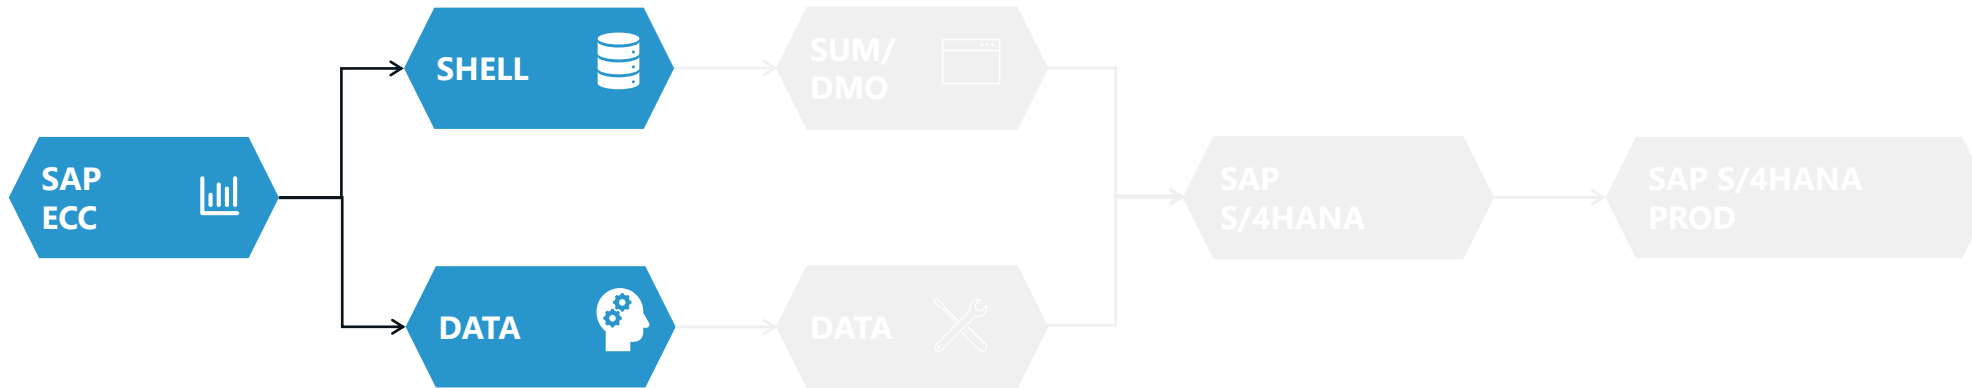 SHELL
SUM/
DMO
SAP
ECC
SAP
S/4HANA
SAP S/4HANA
PROD
DATA
DATA